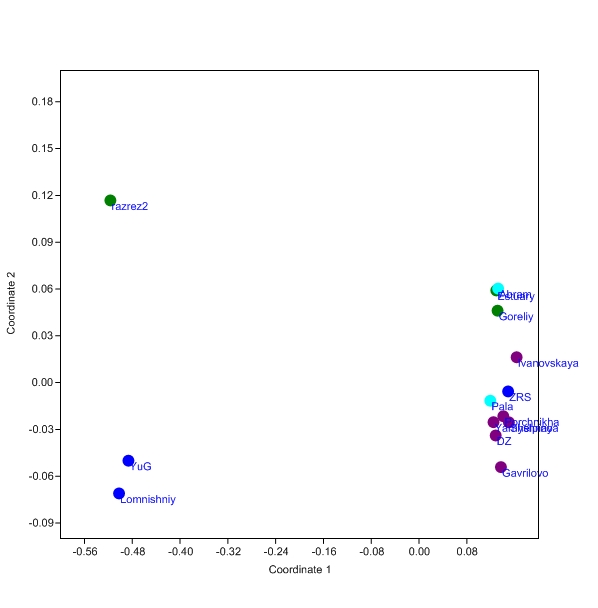 0.18
0.15
0.12
0.09
0.06
0.03
0.00
-0.03
-0.06
-0.09
Coordinate 2
Abram
Estuary
Goreliy
Ivanovskaya
ZRS
Pala
DZ
Gavrilovo
YuG
Lomnishniy
-0.56 -0.48 -0.40 -0.32 -0.24 -0.16 -0.08 0.00 0.08
Coordinate 1